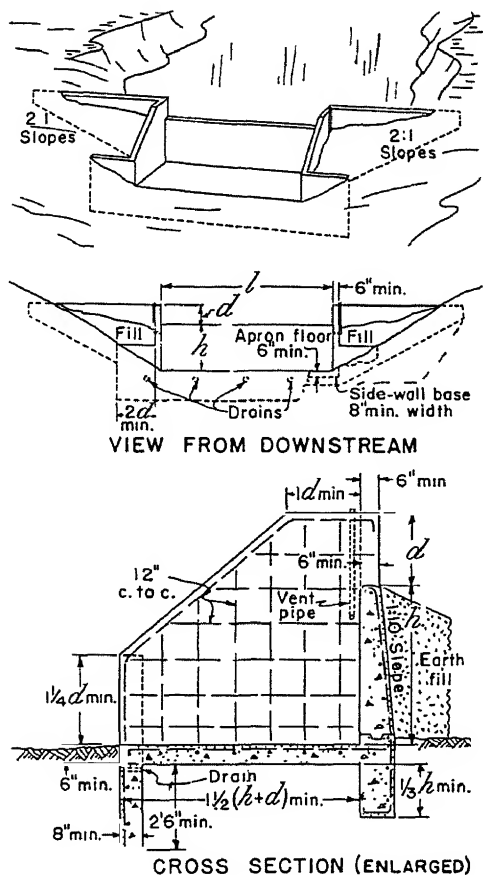 2:1
Slopes
2:1
Slopes
l
6"min.
d
Fill
h
Apron floor
6"min.
Fill
Drains
Side-wall base
8"min. width
2d
min.
VIEW FROM DOWNSTREAM
1d min
6"min
d
6"min.
12"
c. to c.
Vent
pipe
h
1:10 Slope
Earth
fill
1¼d min.
Drain
6"min.
1½(h+d)min.
⅓h min.
8"min.
2'6"min.
CROSS SECTION (ENLARGED)